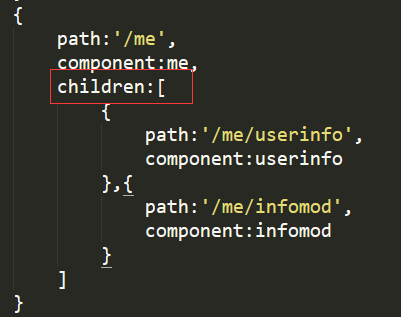 {
path:'/me',
component:me,
children:[
{
path:'/me/userinfo',
component:userinfo
},{
path:'/me/infomod',
component:infomod
}
]
}